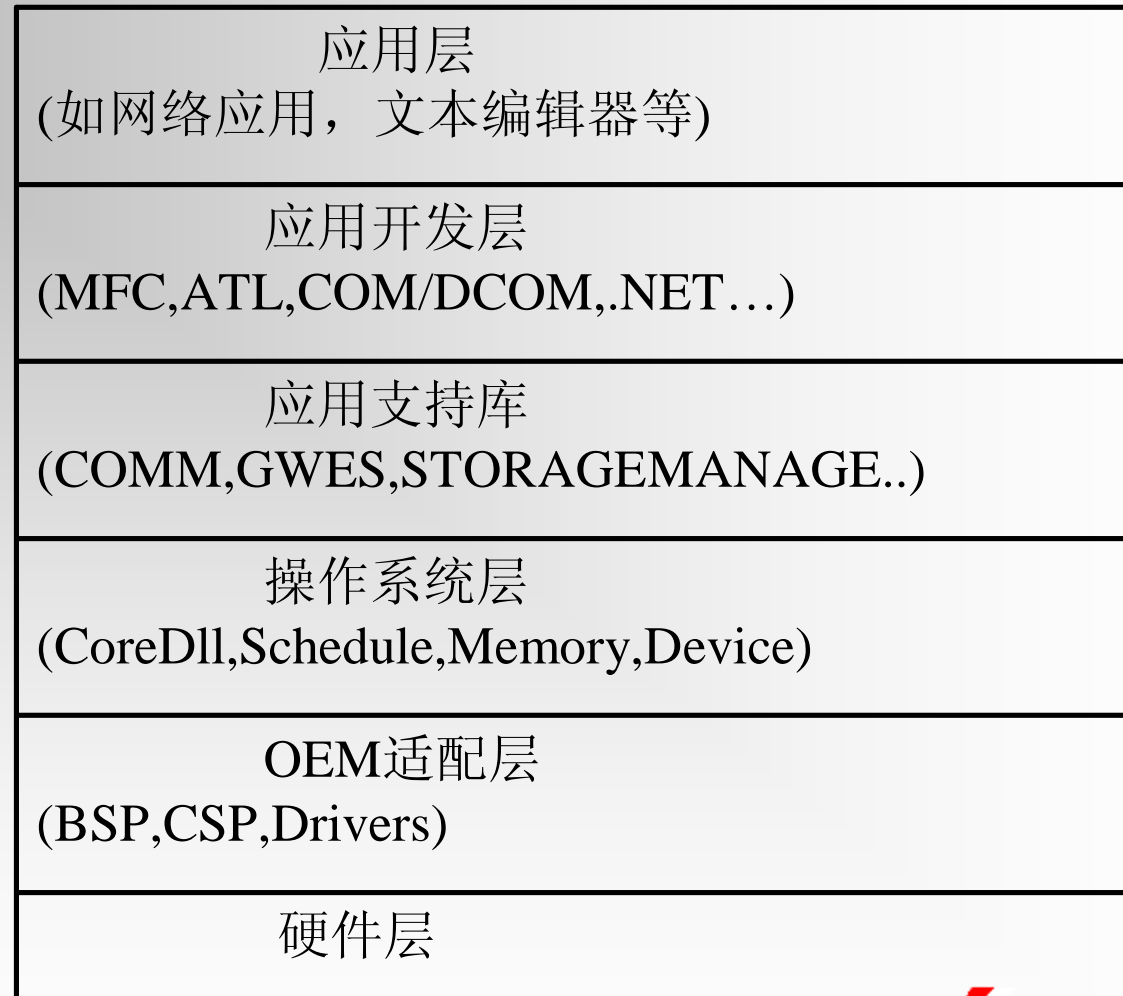 应用层
(如网络应用，文本编辑器等)
应用开发层
(MFC,ATL,COM/DCOM,.NET…)
应用支持库
(COMM,GWES,STORAGEMANAGE..)
操作系统层
(CoreDll,Schedule,Memory,Device)
OEM适配层
(BSP,CSP,Drivers)
硬件层